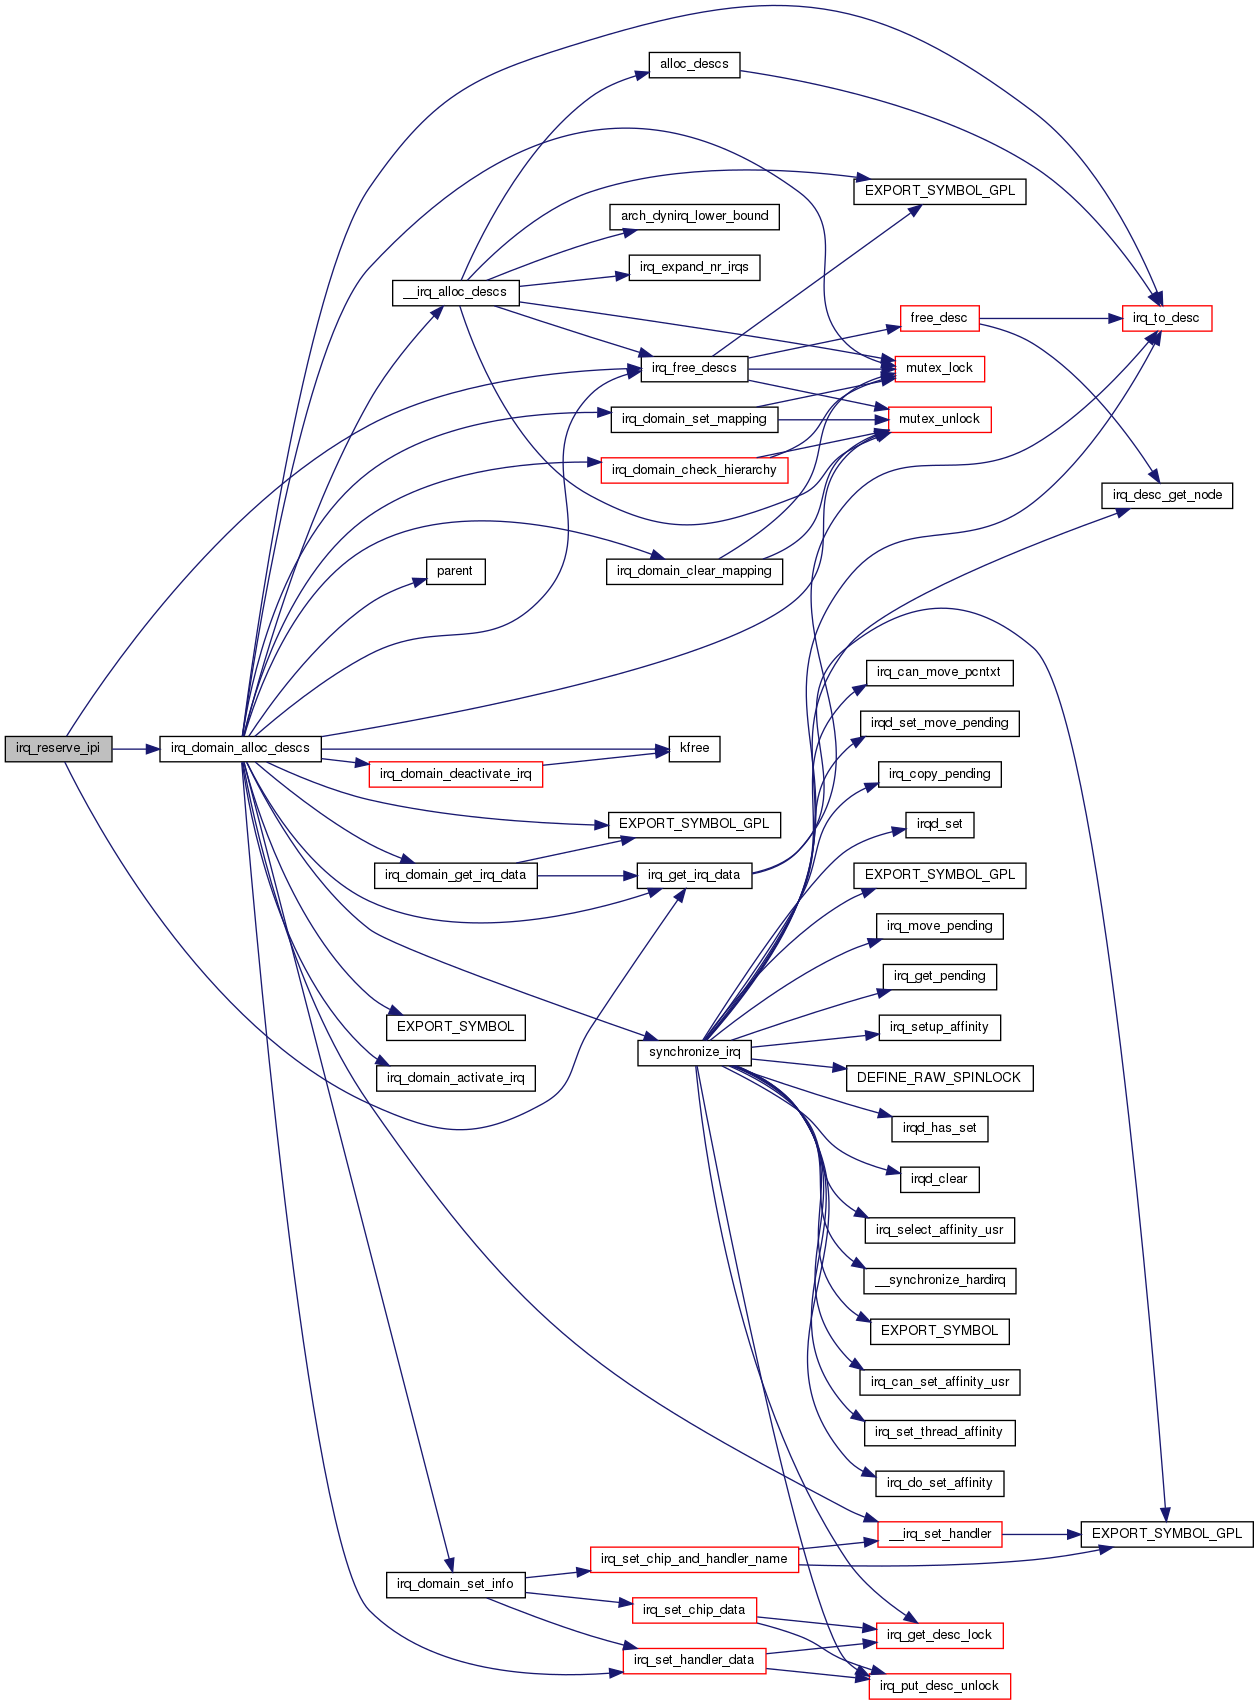 alloc_descs
EXPORT_SYMBOL_GPL
arch_dynirq_lower_bound
irq_expand_nr_irqs
__irq_alloc_descs
free_desc
irq_to_desc
irq_free_descs
mutex_lock
irq_domain_set_mapping
mutex_unlock
irq_domain_check_hierarchy
irq_desc_get_node
parent
irq_domain_clear_mapping
irq_can_move_pcntxt
irqd_set_move_pending
irq_reserve_ipi
irq_domain_alloc_descs
kfree
irq_domain_deactivate_irq
irq_copy_pending
EXPORT_SYMBOL_GPL
irqd_set
irq_domain_get_irq_data
irq_get_irq_data
EXPORT_SYMBOL_GPL
irq_move_pending
irq_get_pending
EXPORT_SYMBOL
irq_setup_affinity
synchronize_irq
irq_domain_activate_irq
DEFINE_RAW_SPINLOCK
irqd_has_set
irqd_clear
irq_select_affinity_usr
__synchronize_hardirq
EXPORT_SYMBOL
irq_can_set_affinity_usr
irq_set_thread_affinity
irq_do_set_affinity
__irq_set_handler
EXPORT_SYMBOL_GPL
irq_set_chip_and_handler_name
irq_domain_set_info
irq_set_chip_data
irq_get_desc_lock
irq_set_handler_data
irq_put_desc_unlock